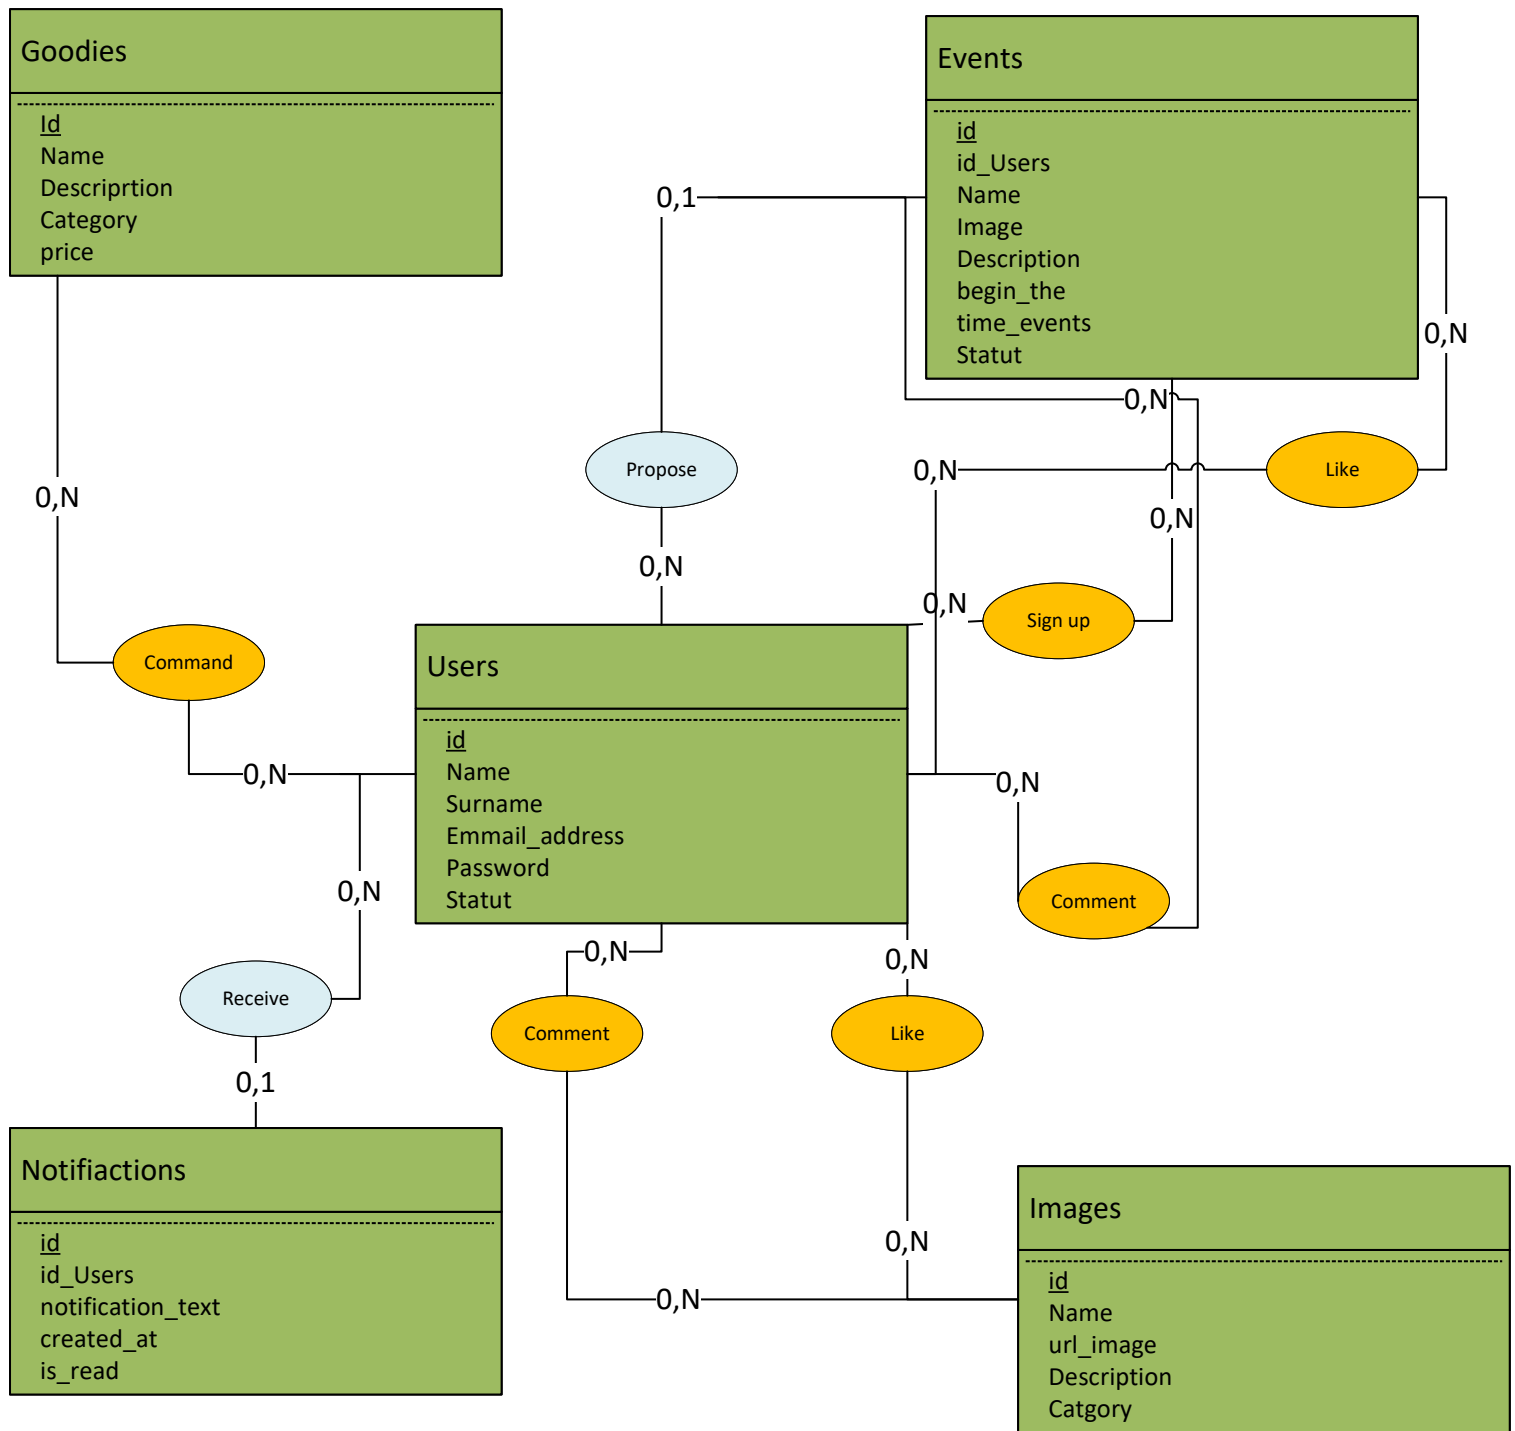 Goodies
Id
Name
Descriprtion
Category
price
Events
id
id_Users
Name
Image
Description
begin_the
time_events
Statut
0,1
0,N
0,N
Propose
0,N
Like
0,N
0,N
0,N
0,N
Sign up
Command
Users
id
Name
Surname
Emmail_address
Password
Statut
0,N
0,N
0,N
Comment
0,N
0,N
Receive
Comment
Like
0,1
Notifiactions
id
id_Users
notification_text
created_at
is_read
0,N
0,N
Images
id
Name
url_image
Description
Catgory